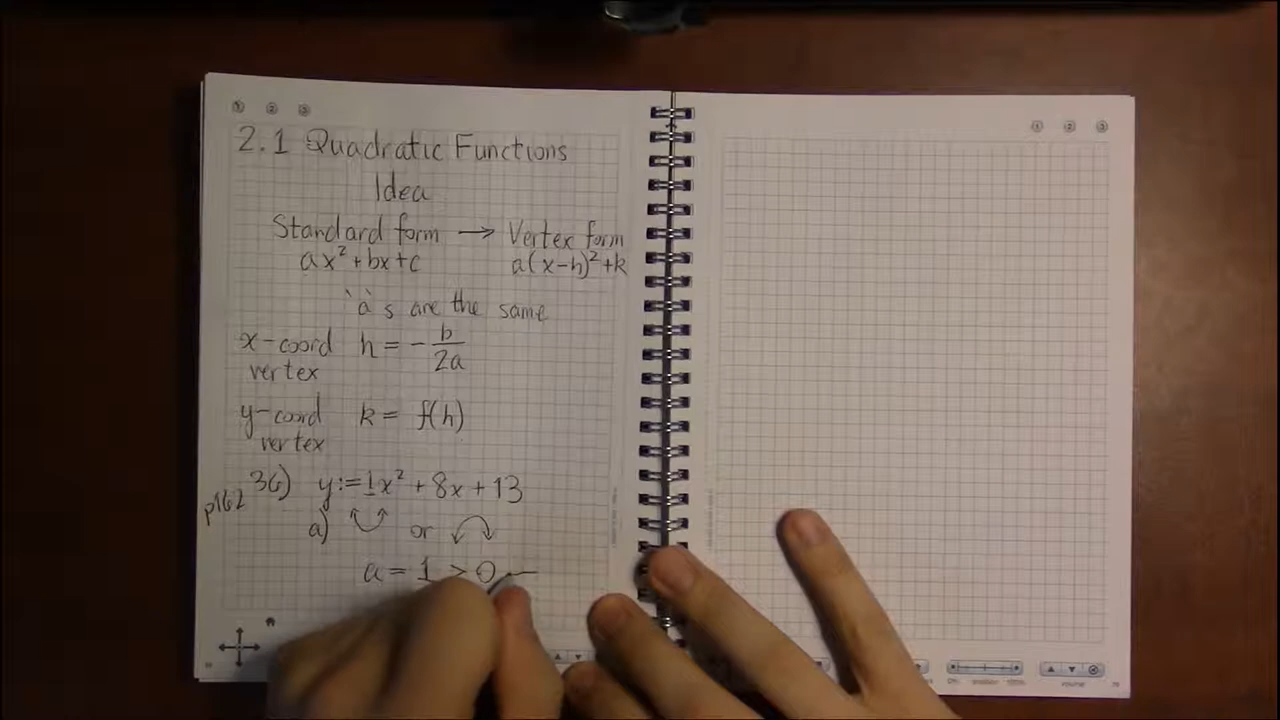 2.1 Quadratic Functions
Idea
Standard form → Vertex form
ax²+bx+c a(x-h)²+k
`a`s are the same
x-coord vertex h = -b/2a
y-coord vertex k = f(h)
p162 36) y:=1x²+8x+13
a) or
a = 1 > 0